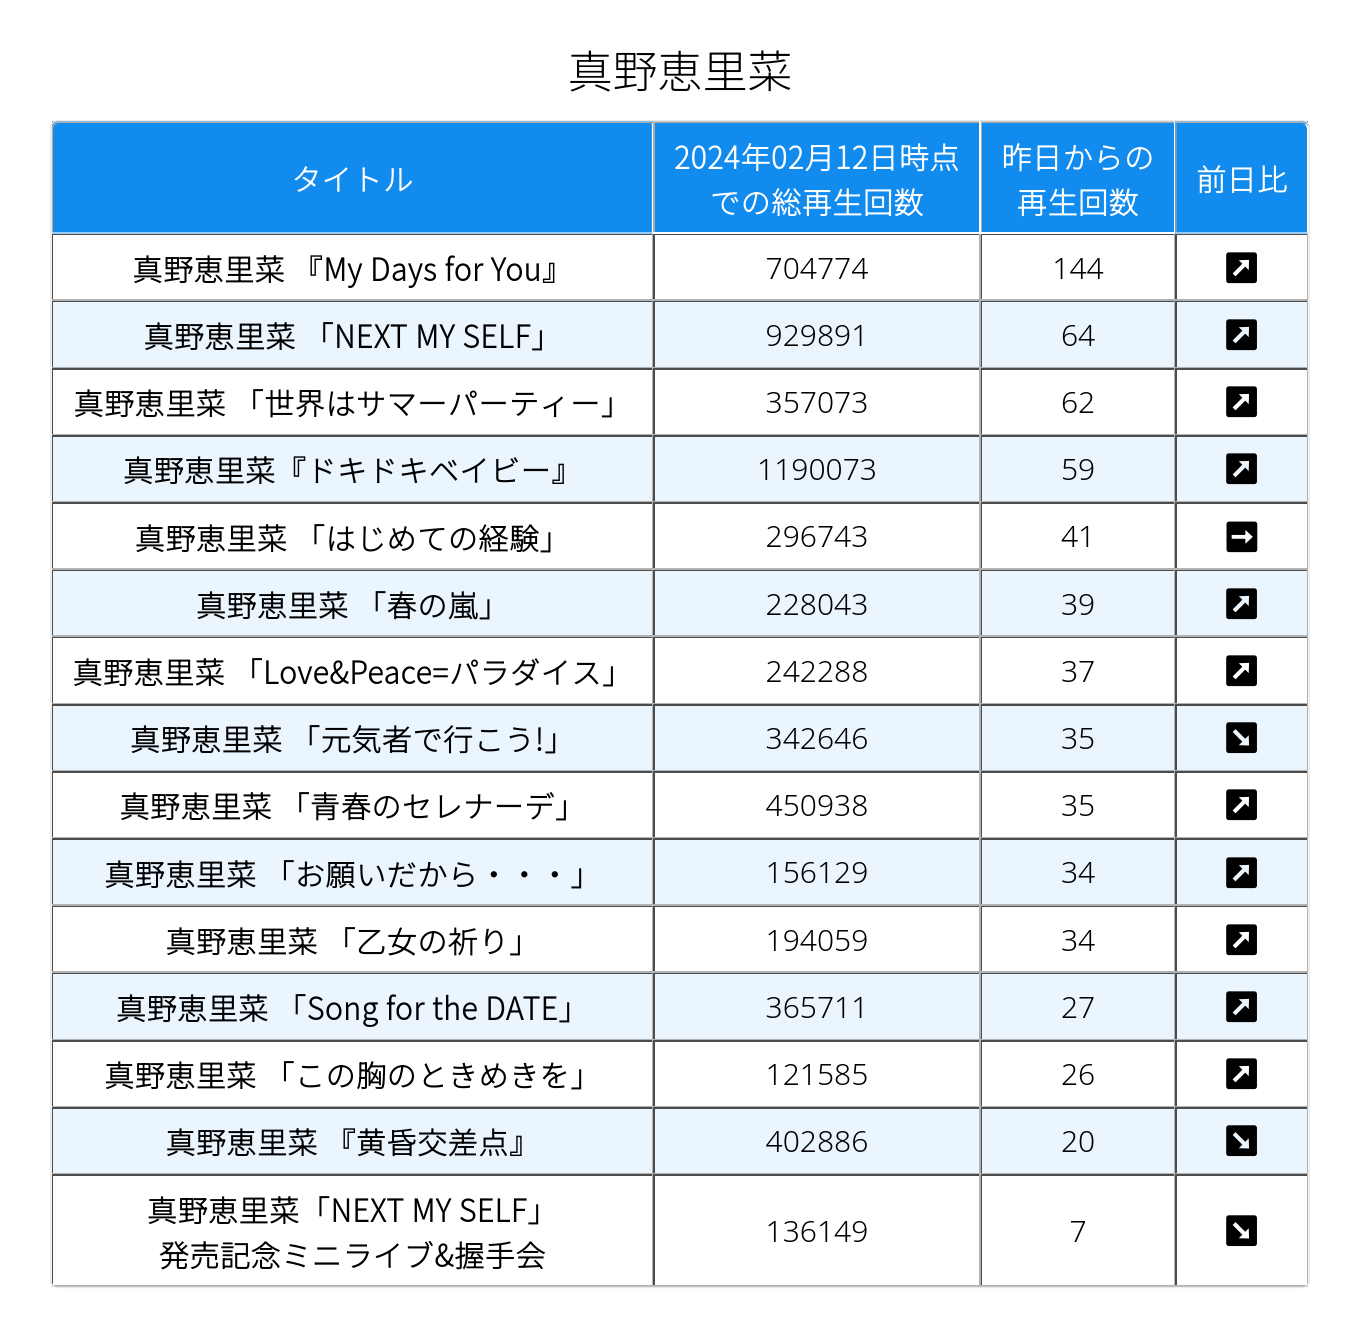 真野恵里菜
タイトル
2024年02月12日時点
での総再生回数
昨日からの
再生回数
前日比
真野恵里菜 『My Days for You』 704774 144 ↗
真野恵里菜 「NEXT MY SELF」 929891 64 ↗
真野恵里菜 「世界はサマーパーティー」 357073 62 ↗
真野恵里菜『ドキドキベイビー』 1190073 59 ↗
真野恵里菜 「はじめての経験」 296743 41 →
真野恵里菜 「春の嵐」 228043 39 ↗
真野恵里菜 「Love&Peace=パラダイス」 242288 37 ↗
真野恵里菜 「元気者で行こう!」 342646 35 ↘
真野恵里菜 「青春のセレナーデ」 450938 35 ↗
真野恵里菜 「お願いだから・・・」 156129 34 ↗
真野恵里菜 「乙女の祈り」 194059 34 ↗
真野恵里菜 「Song for the DATE」 365711 27 ↗
真野恵里菜 「この胸のときめきを」 121585 26 ↗
真野恵里菜 『黄昏交差点』 402886 20 ↘
真野恵里菜「NEXT MY SELF」
発売記念ミニライブ&握手会
136149 7 ↘